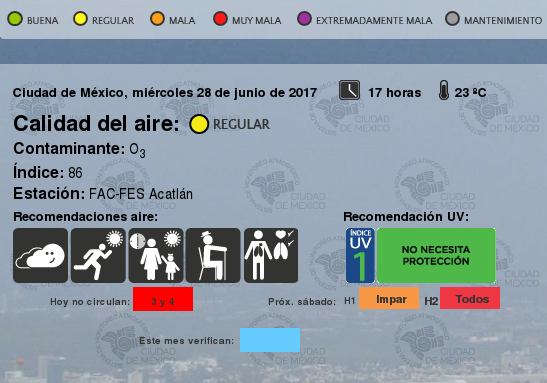 BUENA REGULAR MALA MUY MALA EXTREMADAMENTE MALA MANTENIMIENTO
Ciudad de México, miércoles 28 de junio de 2017 17 horas 23 ºC
Calidad del aire: REGULAR
Contaminante: O3
Índice: 86
Estación: FAC-FES Acatlán
Recomendaciones aire: Recomendación UV:
ÍNDICE UV 1 NO NECESITA PROTECCIÓN
Hoy no circulan: 3 y 4 Próx. sábado: H1 Impar H2 Todos
Este mes verifican:
CIUDAD DE MÉXICO